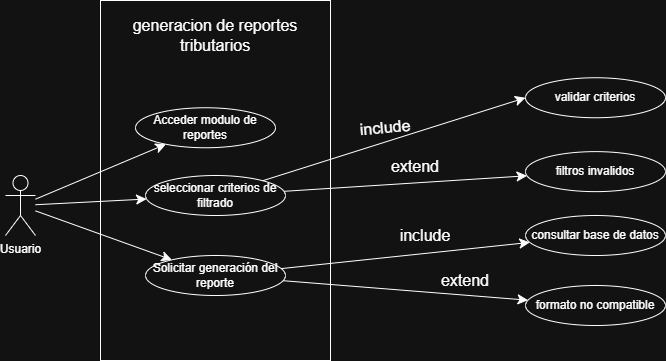 generacion de reportes
tributarios
Acceder modulo de
reportes
seleccionar criterios de
filtrado
Solicitar generación del
reporte
Usuario
include
extend
include
extend
validar criterios
filtros invalidos
consultar base de datos
formato no compatible